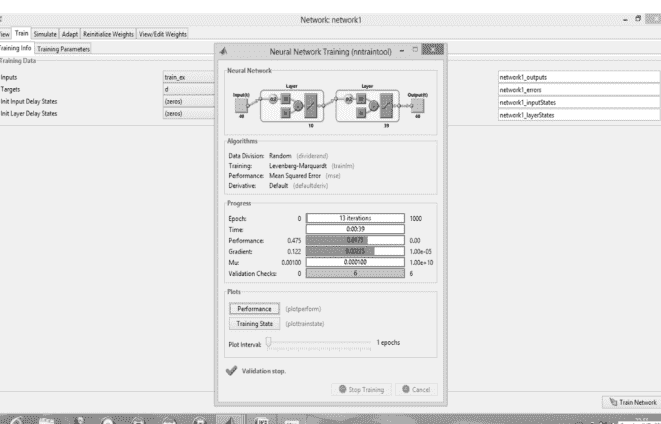 Network: network1
View Train Simulate Adapt Reinitialize Weights View/Edit Weights
Training Info Training Parameters
Training Data
Inputs train_ex network1_outputs
Targets d network1_errors
Init Input Delay States (zeros) network1_inputStates
Init Layer Delay States (zeros) network1_layerStates
Neural Network Training (nntraintool)
Neural Network
Layer Layer
Input(t) Output(t)
10
Algorithms
Data Division: Random (dividerand)
Training: Levenberg-Marquardt (trainlm)
Performance: Mean Squared Error (mse)
Derivative: Default (defaultderiv)
Progress
Epoch: 0 13 iterations 1000
Time: 0:00:39
Performance: 0.475 0.00
Gradient: 0.122 1.00e-05
Mu: 0.00100 0.000100 1.00e+10
Validation Checks: 0 6 6
Plots
Performance (plotperform)
Training State (plottrainstate)
Plot Interval: 1 epochs
Validation stop.
Stop Training Cancel
Train Network